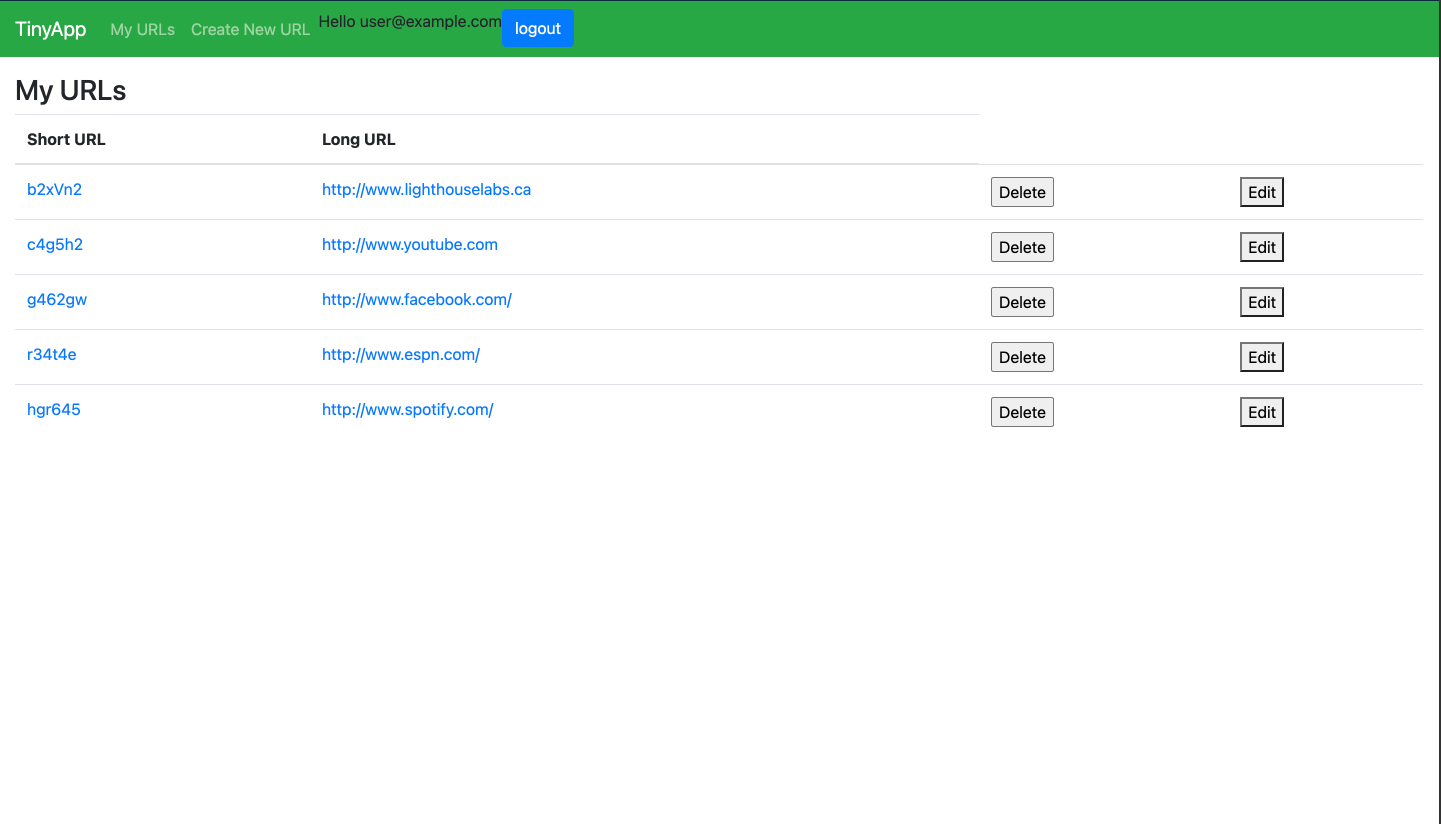 TinyApp My URLs Create New URL Hello user@example.com logout
My URLs
Short URL Long URL
b2xVn2 http://www.lighthouselabs.ca Delete Edit
c4g5h2 http://www.youtube.com Delete Edit
g462gw http://www.facebook.com/ Delete Edit
r34t4e http://www.espn.com/ Delete Edit
hgr645 http://www.spotify.com/ Delete Edit